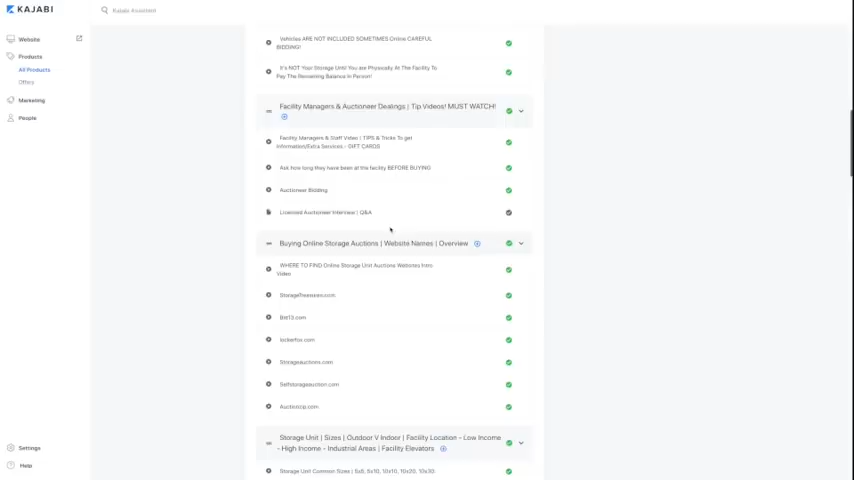 KAJABI
Website
Products
All Products
Offers
Marketing
People
Settings
Help
Kajabi Assistant
Vehicles ARE NOT INCLUDED SOMETIMES Online CAREFUL
BIDDING!
It's NOT Your Storage Until You are Physically At The Facility To
Pay The Remaining Balance In Person!
Facility Managers & Auctioneer Dealings | Tip Videos! MUST WATCH!
Facility Managers & Staff Video | TIPS & Tricks To get
Information/Extra Services - GIFT CARDS
Ask how long they have been at the facility BEFORE BUYING
Auctioneer Bidding
Licensed Auctioneer Interview | Q&A
Buying Online Storage Auctions | Website Names | Overview
WHERE TO FIND Online Storage Unit Auctions Websites Intro
Video
StorageTreasures.com
Bid13.com
lockerfox.com
Storageauctions.com
Selfstorageauction.com
Auctionzip.com
Storage Unit | Sizes | Outdoor V Indoor | Facility Location - Low Income
- High Income - Industrial Areas | Facility Elevators
Storage Unit Common Sizes | 5x5, 5x10, 10x10, 10x20, 10x30.